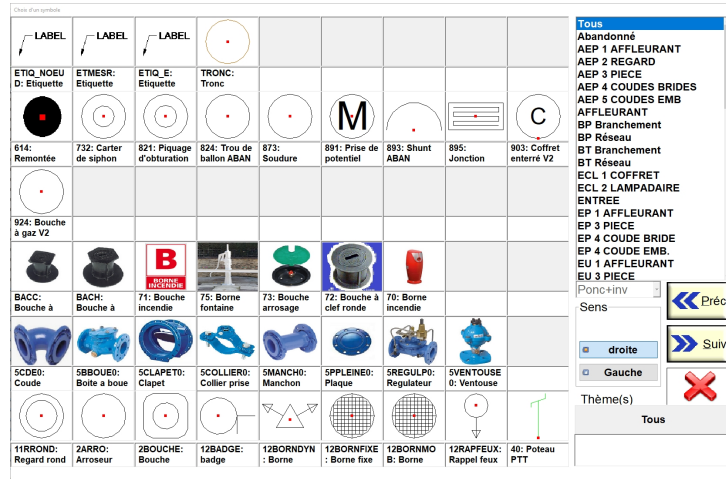 Choix d'un symbole
LABEL LABEL LABEL
ETIQ_NOEU ETMESR: ETIQ_E: TRONC:
D: Etiquette Etiquette Etiquette Tronc
M C
614: 732: Carter 821: Piquage 824: Trou de 873: 891: Prise de 893: Shunt 895: 903: Coffret
Remontée de siphon d'obturation ballon ABAN Soudure potentiel ABAN Jonction enterré V2
924: Bouche
à gaz V2
B
BORNE
INCENDIE
BACC: BACH: 71: Bouche 75: Borne 73: Bouche 72: Bouche à 70: Borne
Bouche à Bouche à incendie fontaine arrosage clef ronde incendie
5CDE0: 5BBOUE0: 5CLAPET0: 5COLLIER0: 5MANCH0: 5PPLEINE0: 5REGULP0: 5VENTOUSE
Coude Boite a boue Clapet Collier prise Manchon Plaque Regulateur 0: Ventouse
11RROND: 2ARRO: 2BOUCHE: 12BADGE: 12BORNDYN 12BORNFIXE 12BORNMO 12RAPFEUX: 40: Poteau
Regard rond Arroseur Bouche badge : Borne : Borne fixe B: Borne Rappel feux PTT
Tous
Abandonné
AEP 1 AFFLEURANT
AEP 2 REGARD
AEP 3 PIECE
AEP 4 COUDES BRIDES
AEP 5 COUDES EMB
AFFLEURANT
BP Branchement
BP Réseau
BT Branchement
BT Réseau
ECL 1 COFFRET
ECL 2 LAMPADAIRE
ENTREE
EP 1 AFFLEURANT
EP 3 PIECE
EP 4 COUDE BRIDE
EP 4 COUDE EMB.
EU 1 AFFLEURANT
EU 3 PIECE
Ponc+inv
Sens
Préc
Suiv
droite
Gauche
Thème(s)
Tous